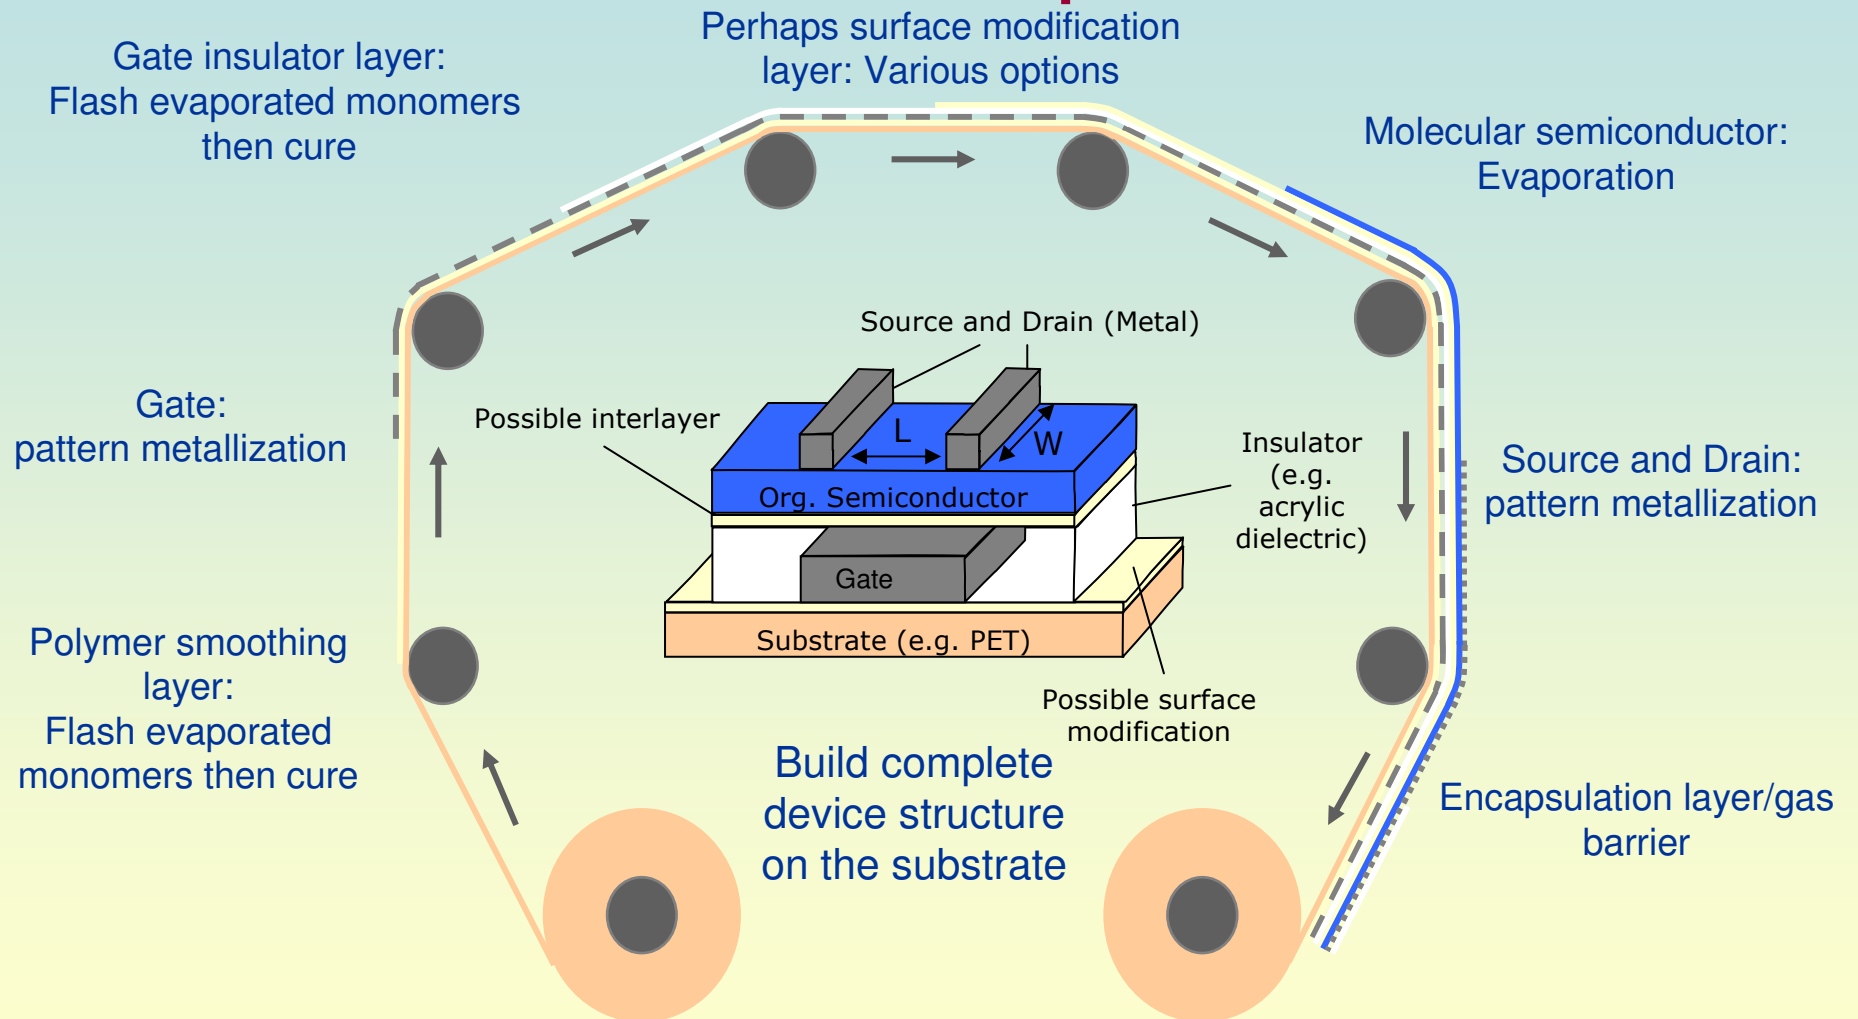 Perhaps surface modification
layer: Various options
Gate insulator layer:
Flash evaporated monomers
then cure
Molecular semiconductor:
Evaporation
Source and Drain (Metal)
Possible interlayer
L
W
Insulator
(e.g.
acrylic
dielectric)
Org. Semiconductor
Gate
Substrate (e.g. PET)
Possible surface
modification
Gate:
pattern metallization
Source and Drain:
pattern metallization
Polymer smoothing
layer:
Flash evaporated
monomers then cure
Build complete
device structure
on the substrate
Encapsulation layer/gas
barrier